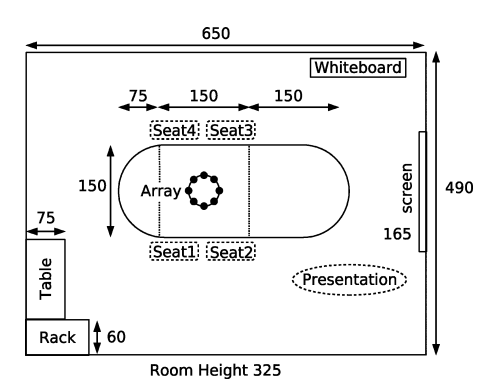 650
Whiteboard
75 150 150
Seat4 Seat3
150
Array
screen
490
75
165
Seat1 Seat2
Table
Presentation
Rack
60
Room Height 325